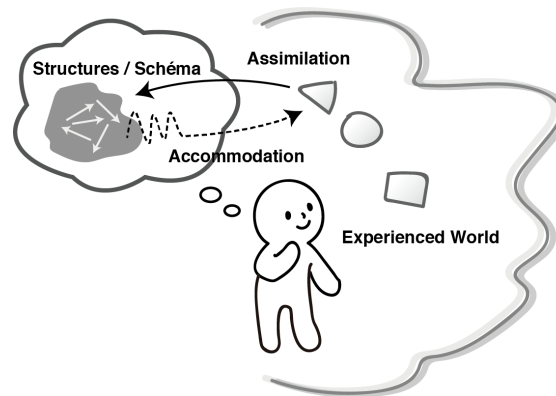 Assimilation
Structures / Schéma
Accommodation
Experienced World